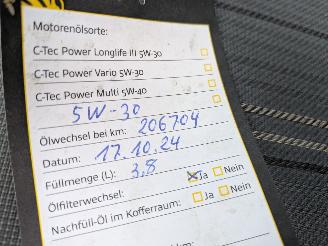 Motorenölsorte:
C-Tec Power Longlife III 5W-30
C-Tec Power Vario 5W-30
C-Tec Power Multi 5W-40
5W-30
Ölwechsel bei km: 206704
Datum: 17.10.24
Füllmenge (L): 3,8
Ölfilterwechsel: Ja Nein
Nachfüll-Öl im Kofferraum: Ja Nein